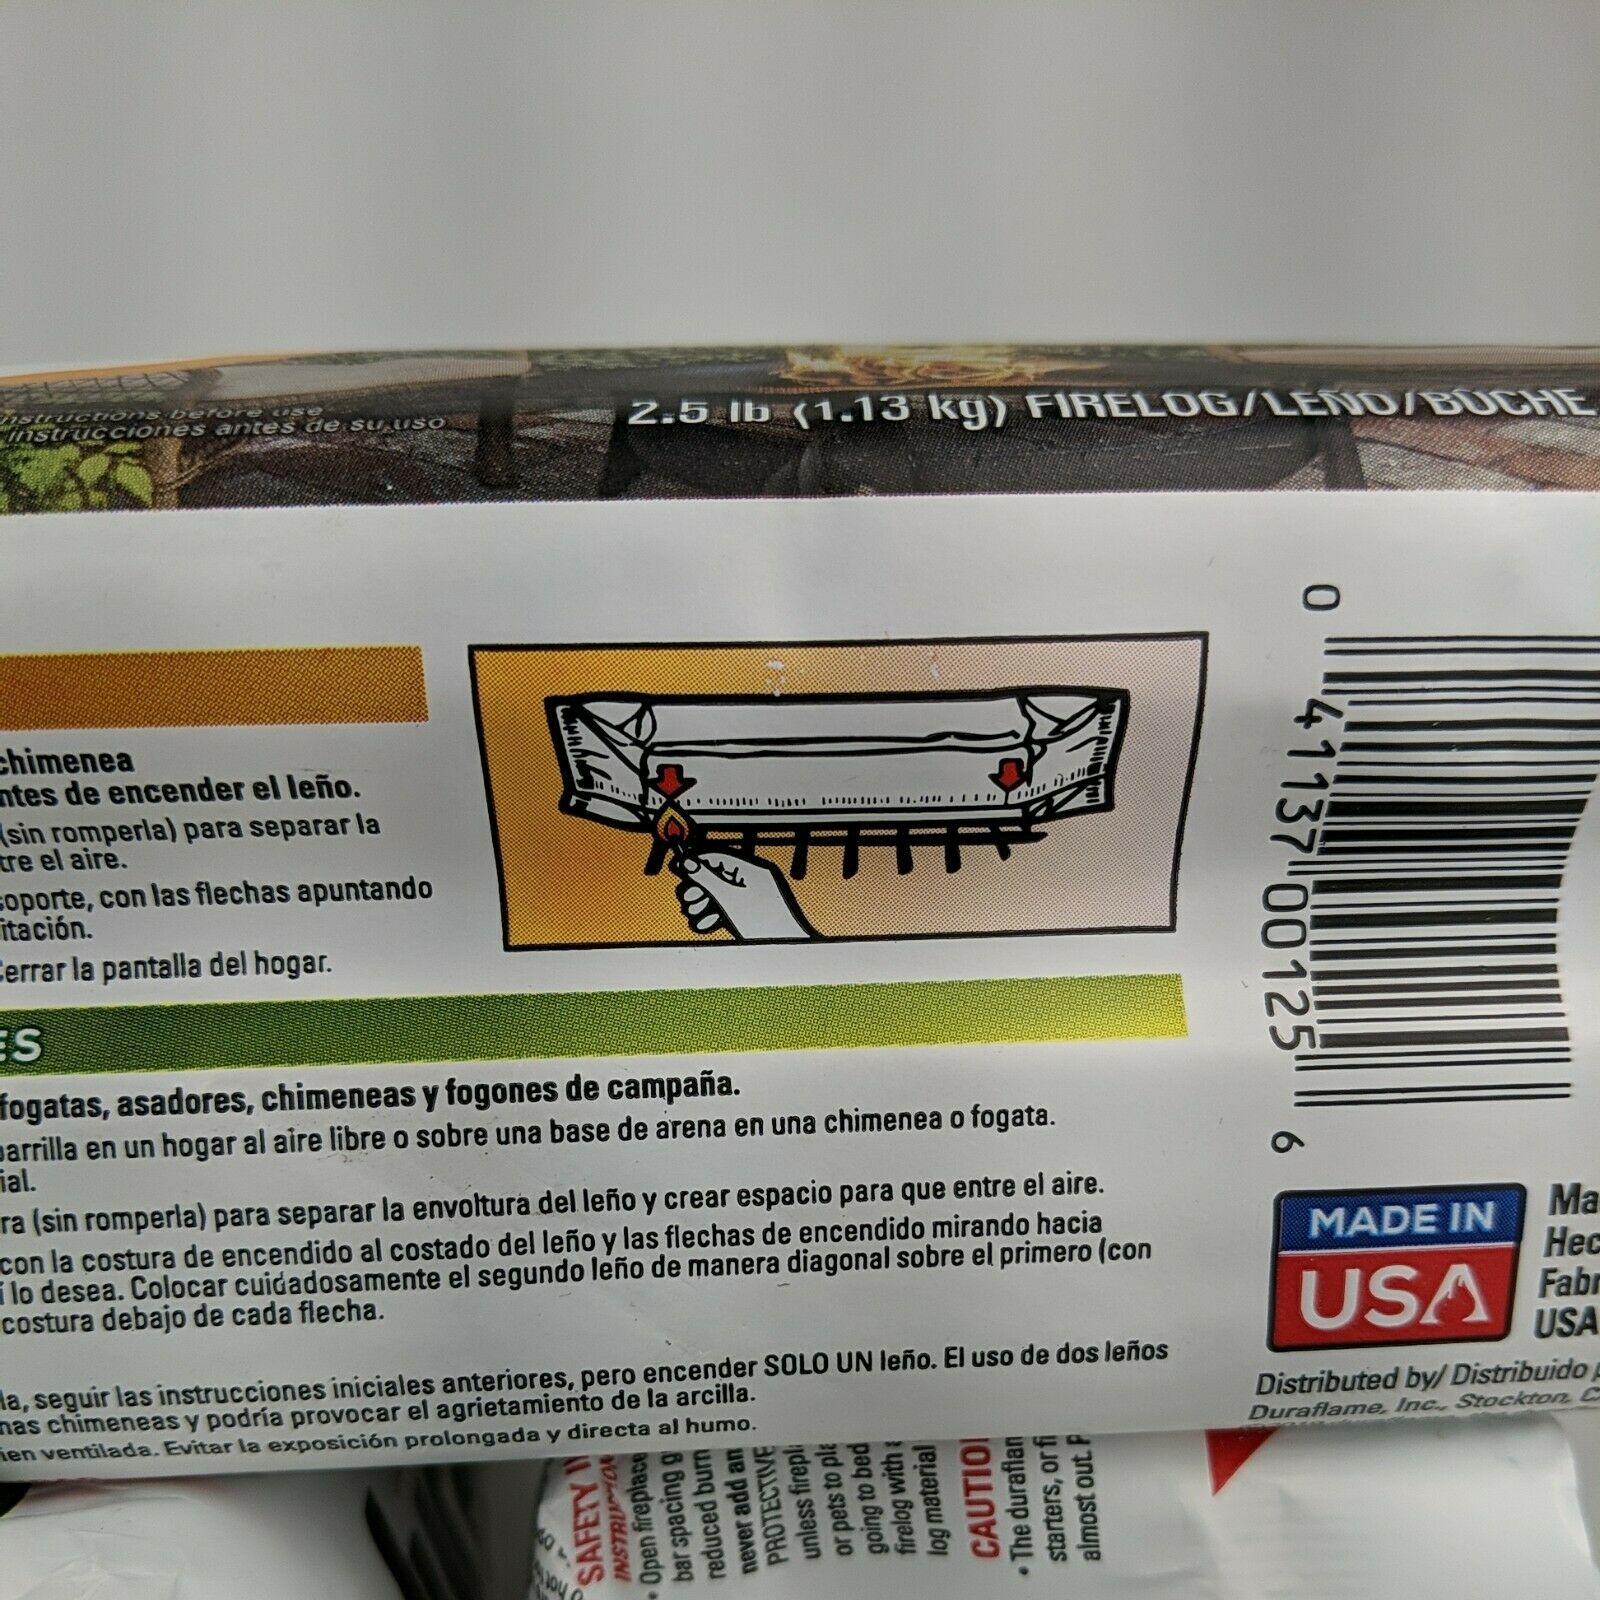 instructions before use
instrucciones antes de su uso
2.5 lb (1.13 kg) FIRELOG/LEÑO/BÛCHE
chimenea
ntes de encender el leño.
(sin romperla) para separar la
tre el aire.
soporte, con las flechas apuntando
itación.
Cerrar la pantalla del hogar.
ES
fogatas, asadores, chimeneas y fogones de campaña.
parrilla en un hogar al aire libre o sobre una base de arena en una chimenea o fogata.
ial.
ra (sin romperla) para separar la envoltura del leño y crear espacio para que entre el aire.
con la costura de encendido al costado del leño y las flechas de encendido mirando hacia
í lo desea. Colocar cuidadosamente el segundo leño de manera diagonal sobre el primero (con
costura debajo de cada flecha.
la, seguir las instrucciones iniciales anteriores, pero encender SOLO UN leño. El uso de dos leños
nas chimeneas y podría provocar el agrietamiento de la arcilla.
ien ventilada. Evitar la exposición prolongada y directa al humo.
0 41137 00125 6
MADE IN
USA
Ma
Hec
Fabr
USA
Distributed by/ Distribuido p
Duraflame, Inc., Stockton, C
SAFETY I
INSTRUCTION
• Open fireplace
bar spacing g
reduced burn
never add an
PROTECTIVE
unless firepl
or pets to pla
going to bed
firelog with a
log material
CAUTIO
• The duraflam
starters, or fi
almost out. P